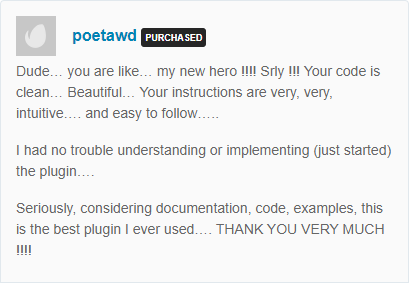 poetawd PURCHASED
Dude… you are like… my new hero !!!! Srly !!! Your code is
clean… Beautiful… Your instructions are very, very,
intuitive…. and easy to follow…..
I had no trouble understanding or implementing (just started)
the plugin….
Seriously, considering documentation, code, examples, this
is the best plugin I ever used…. THANK YOU VERY MUCH
!!!!